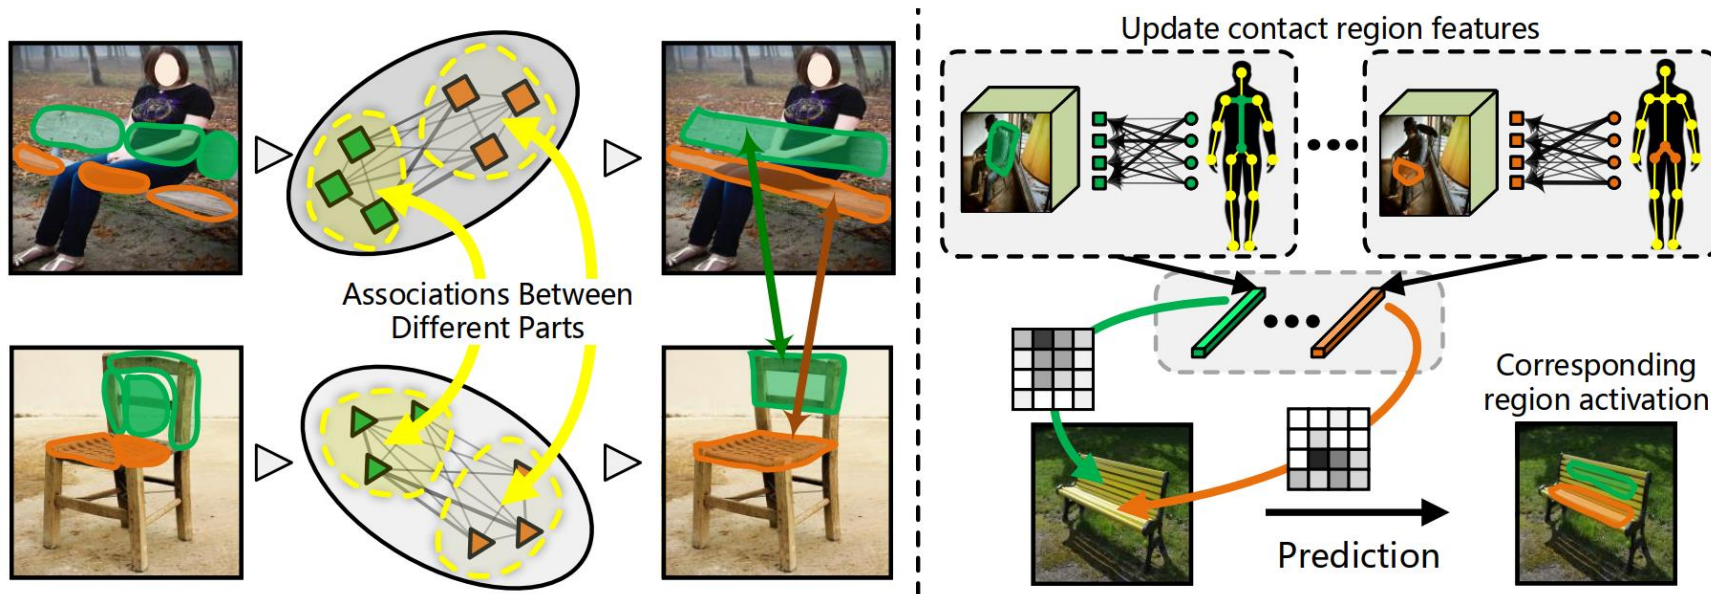 Associations Between
Different Parts
Update contact region features
Corresponding
region activation
Prediction